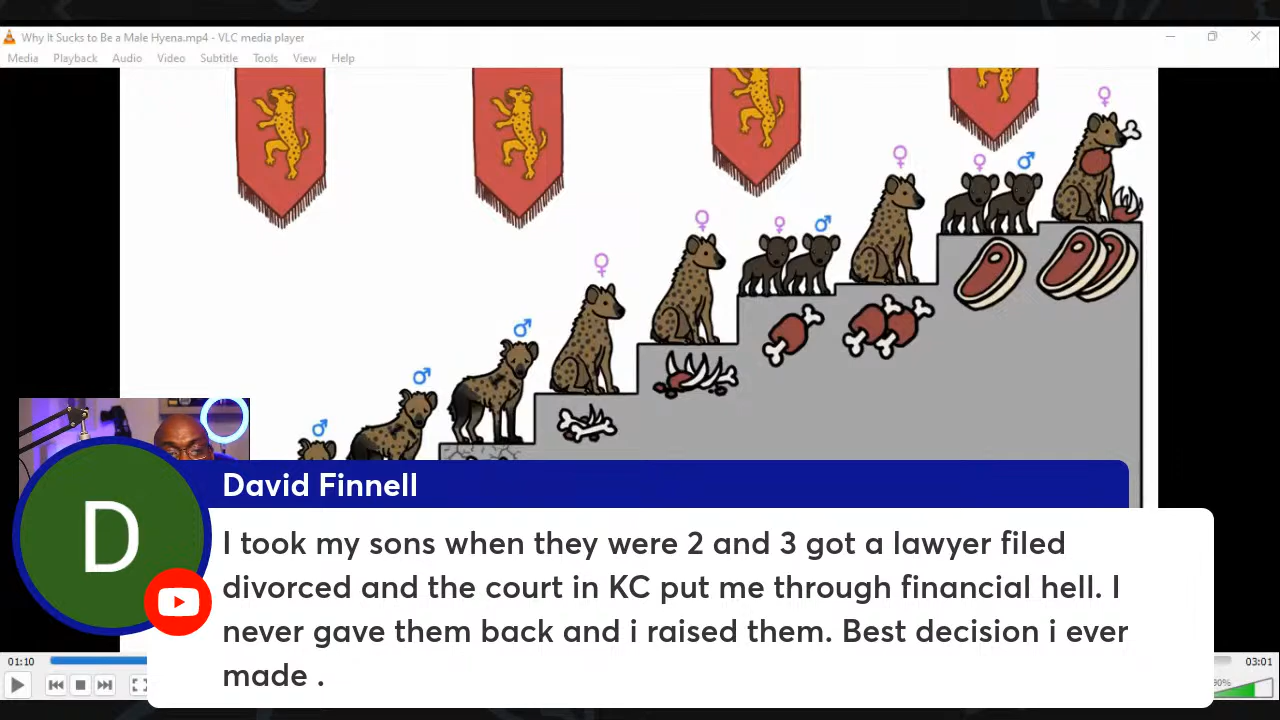 Why It Sucks to Be a Male Hyena.mp4 - VLC media player
Media Playback Audio Video Subtitle Tools View Help
♀
♀ ♂
♀
♀ ♂
♀
♀
♂
♂
♂
David Finnell
D
I took my sons when they were 2 and 3 got a lawyer filed
divorced and the court in KC put me through financial hell. I
never gave them back and i raised them. Best decision i ever
made .
01:10
03:01